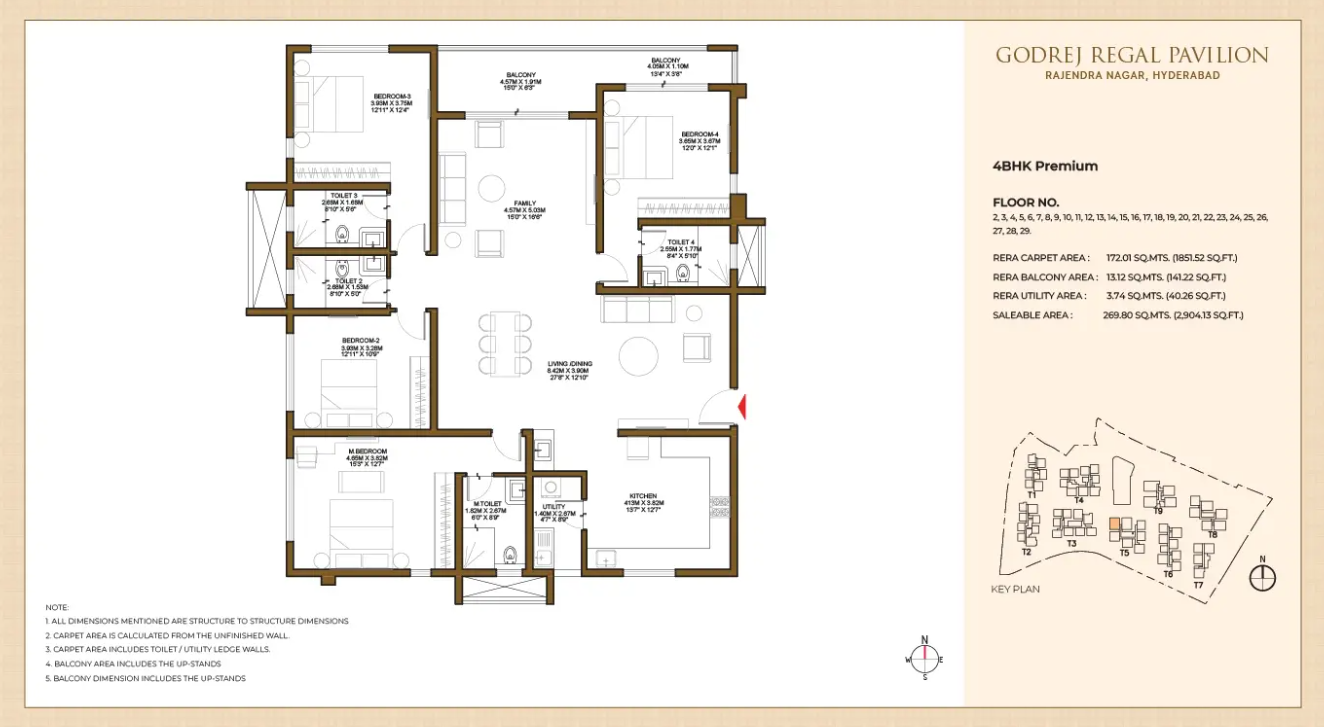 BALCONY
4.57M X 1.91M
15'0" X 6'3"
BALCONY
4.05M X 1.10M
13'4" X 3'8"
BEDROOM-3
3.93M X 3.75M
12'11" X 12'4"
BEDROOM-4
3.65M X 3.67M
12'0" X 12'1"
TOILET 3
2.68M X 1.68M
8'10" X 5'6"
FAMILY
4.57M X 5.03M
15'0" X 16'6"
TOILET 4
2.55M X 1.77M
8'4" X 5'10"
TOILET 2
2.68M X 1.53M
8'10" X 5'0"
BEDROOM-2
3.93M X 3.28M
12'11" X 10'9"
LIVING /DINING
8.42M X 3.90M
27'8" X 12'10"
M.BEDROOM
4.65M X 3.82M
15'3" X 12'7"
M.TOILET
1.82M X 2.67M
6'0" X 8'9"
UTILITY
1.40M X 2.67M
4'7" X 8'9"
KITCHEN
413M X 3.82M
13'7" X 12'7"
NOTE:
1. ALL DIMENSIONS MENTIONED ARE STRUCTURE TO STRUCTURE DIMENSIONS
2. CARPET AREA IS CALCULATED FROM THE UNFINISHED WALL.
3. CARPET AREA INCLUDES TOILET / UTILITY LEDGE WALLS.
4. BALCONY AREA INCLUDES THE UP-STANDS
5. BALCONY DIMENSION INCLUDES THE UP-STANDS
N
W E
S
GODREJ REGAL PAVILION
RAJENDRA NAGAR, HYDERABAD
4BHK Premium
FLOOR NO.
2, 3, 4, 5, 6, 7, 8, 9, 10, 11, 12, 13, 14, 15, 16, 17, 18, 19, 20, 21, 22, 23, 24, 25, 26,
27, 28, 29.
RERA CARPET AREA : 172.01 SQ.MTS. (1851.52 SQ.FT.)
RERA BALCONY AREA : 13.12 SQ.MTS. (141.22 SQ.FT.)
RERA UTILITY AREA : 3.74 SQ.MTS. (40.26 SQ.FT.)
SALEABLE AREA : 269.80 SQ.MTS. (2,904.13 SQ.FT.)
T1
T4
T9
T8
T2
T3
T5
T6
T7
N
KEY PLAN